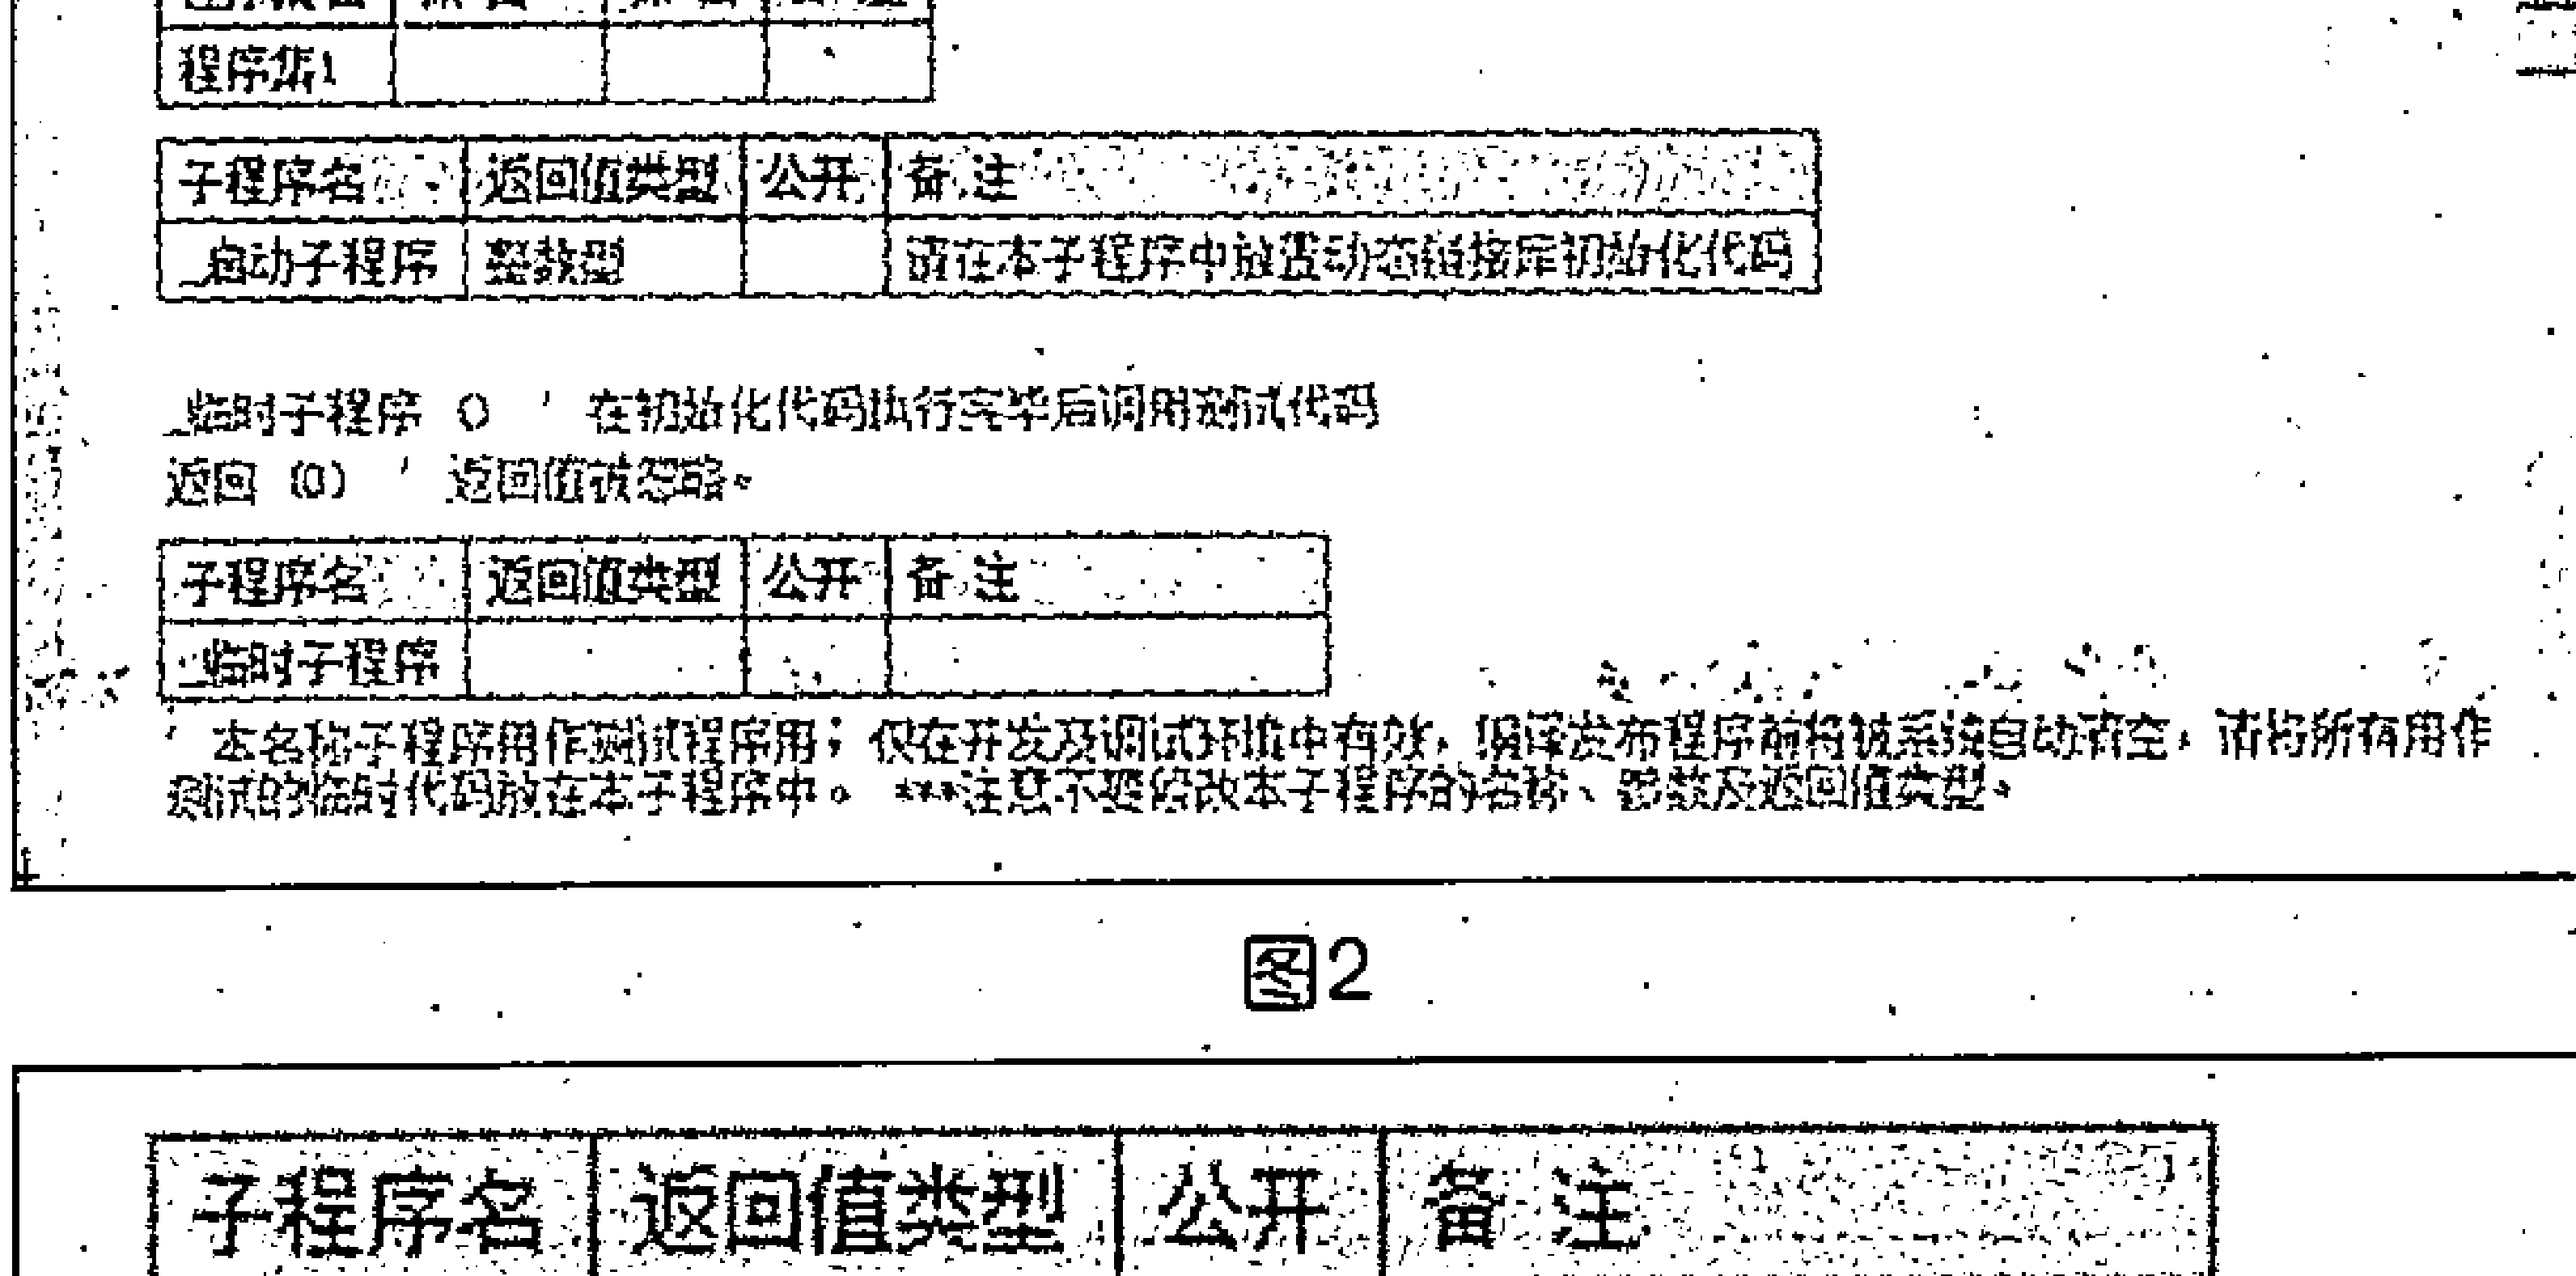 程序集1
子程序名 返回值类型 公开 备 注
_启动子程序 整数型 请在本子程序中放置动态链接库初始化代码
_临时子程序 () ' 在初始化代码执行完毕后调用测试代码
返回 (0) ' 返回值被忽略。
子程序名 返回值类型 公开 备 注
_临时子程序
' 本名称子程序用作测试程序用；仅在开发及调试环境中有效，编译发布程序前将被系统自动清空，请将所有用作
测试的临时代码放在本子程序中。 ***注意不要修改本子程序的名称、参数及返回值类型。
图2
子程序名 返回值类型 公开 备 注